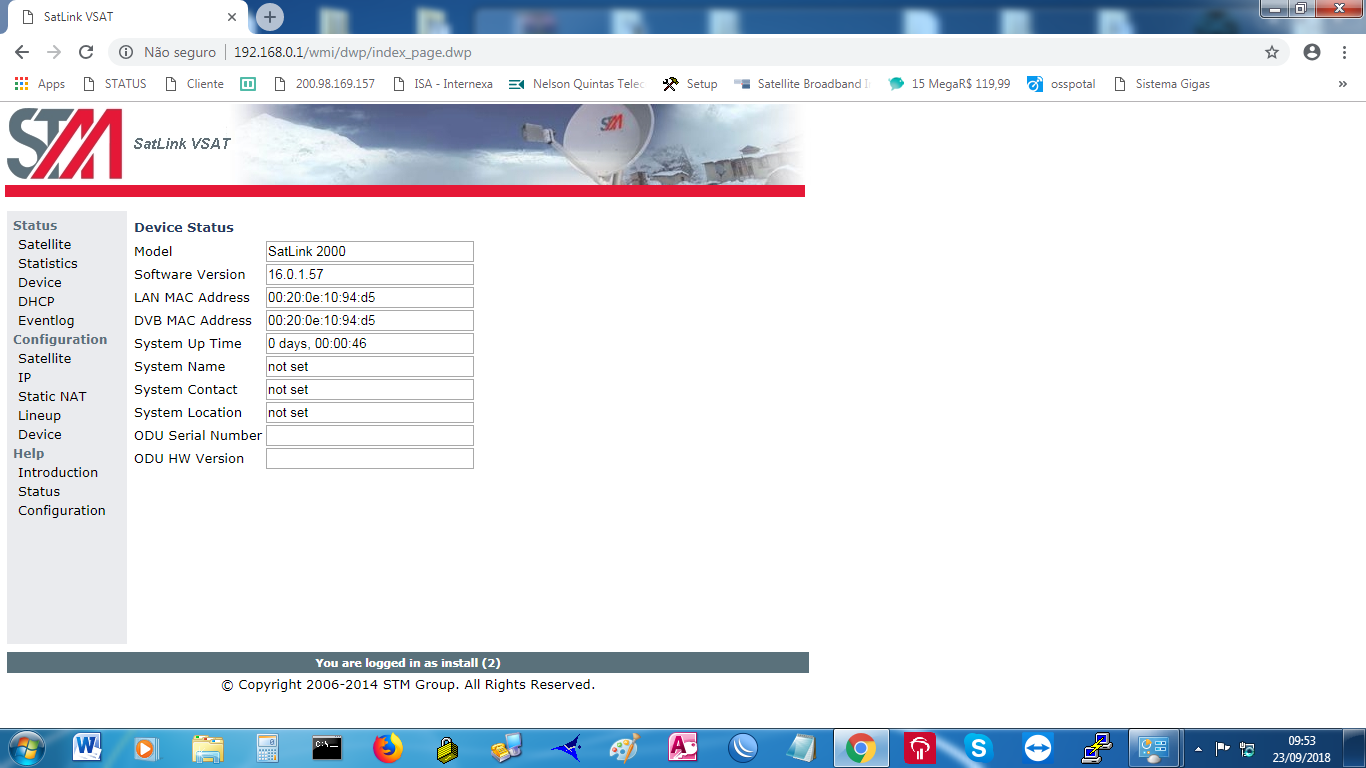 SatLink VSAT
Não seguro
192.168.0.1/wmi/dwp/index_page.dwp
Apps
STATUS
Cliente
200.98.169.157
ISA - Internexa
Nelson Quintas Telec
Setup
Satellite Broadband I
15 MegaR$ 119,99
osspotal
Sistema Gigas
»
STM
SatLink VSAT
STM
Status
Satellite
Statistics
Device
DHCP
Eventlog
Configuration
Satellite
IP
Static NAT
Lineup
Device
Help
Introduction
Status
Configuration
Device Status
Model SatLink 2000
Software Version 16.0.1.57
LAN MAC Address 00:20:0e:10:94:d5
DVB MAC Address 00:20:0e:10:94:d5
System Up Time 0 days, 00:00:46
System Name not set
System Contact not set
System Location not set
ODU Serial Number
ODU HW Version
You are logged in as install (2)
© Copyright 2006-2014 STM Group. All Rights Reserved.
09:53
23/09/2018